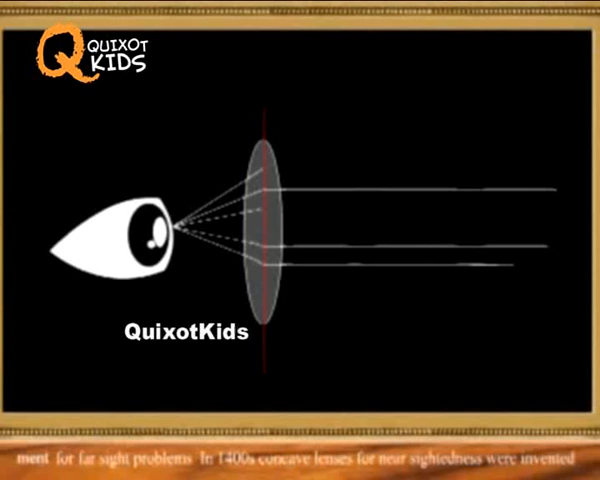 QUIXOT
KIDS
QuixotKids
ment for far sight problems In 1400s concave lenses for near sightedness were invented